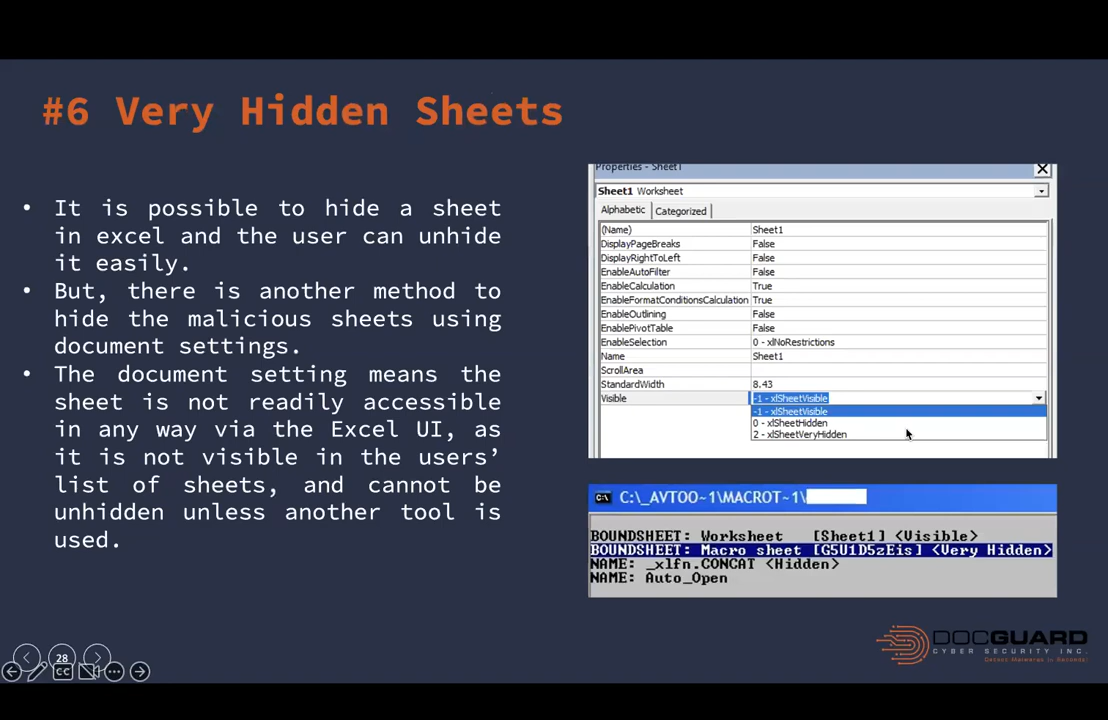 #6 Very Hidden Sheets
• It is possible to hide a sheet
in excel and the user can unhide
it easily.
• But, there is another method to
hide the malicious sheets using
document settings.
• The document setting means the
sheet is not readily accessible
in any way via the Excel UI, as
it is not visible in the users’
list of sheets, and cannot be
unhidden unless another tool is
used.
Properties - Sheet1
Sheet1 Worksheet
Alphabetic Categorized
(Name) Sheet1
DisplayPageBreaks False
DisplayRightToLeft False
EnableAutoFilter False
EnableCalculation True
EnableFormatConditionsCalculation True
EnableOutlining False
EnablePivotTable False
EnableSelection 0 - xlNoRestrictions
Name Sheet1
ScrollArea
StandardWidth 8.43
Visible -1 - xlSheetVisible
-1 - xlSheetVisible
0 - xlSheetHidden
2 - xlSheetVeryHidden
C:\_AVTOO~1\MACROT~1\
BOUNDSHEET: Worksheet [Sheet1] <Visible>
BOUNDSHEET: Macro sheet [G5U1D5zEis] <Very Hidden>
NAME: _xlfn.CONCAT <Hidden>
NAME: Auto_Open
DOCGUARD
CYBER SECURITY INC.
Detect Malwares in Seconds!
28
CC